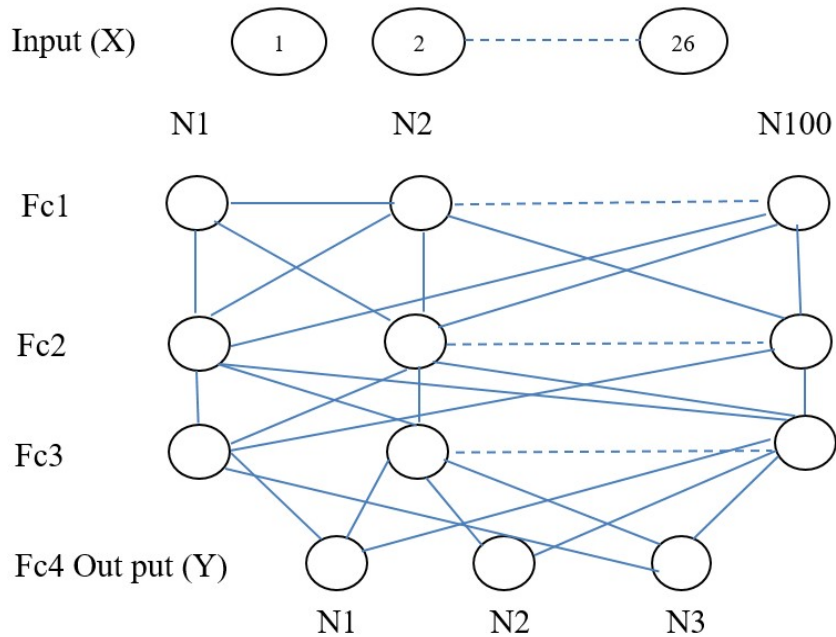 Input (X) 1 2 26
N1 N2 N100
Fc1
Fc2
Fc3
Fc4 Out put (Y)
N1 N2 N3